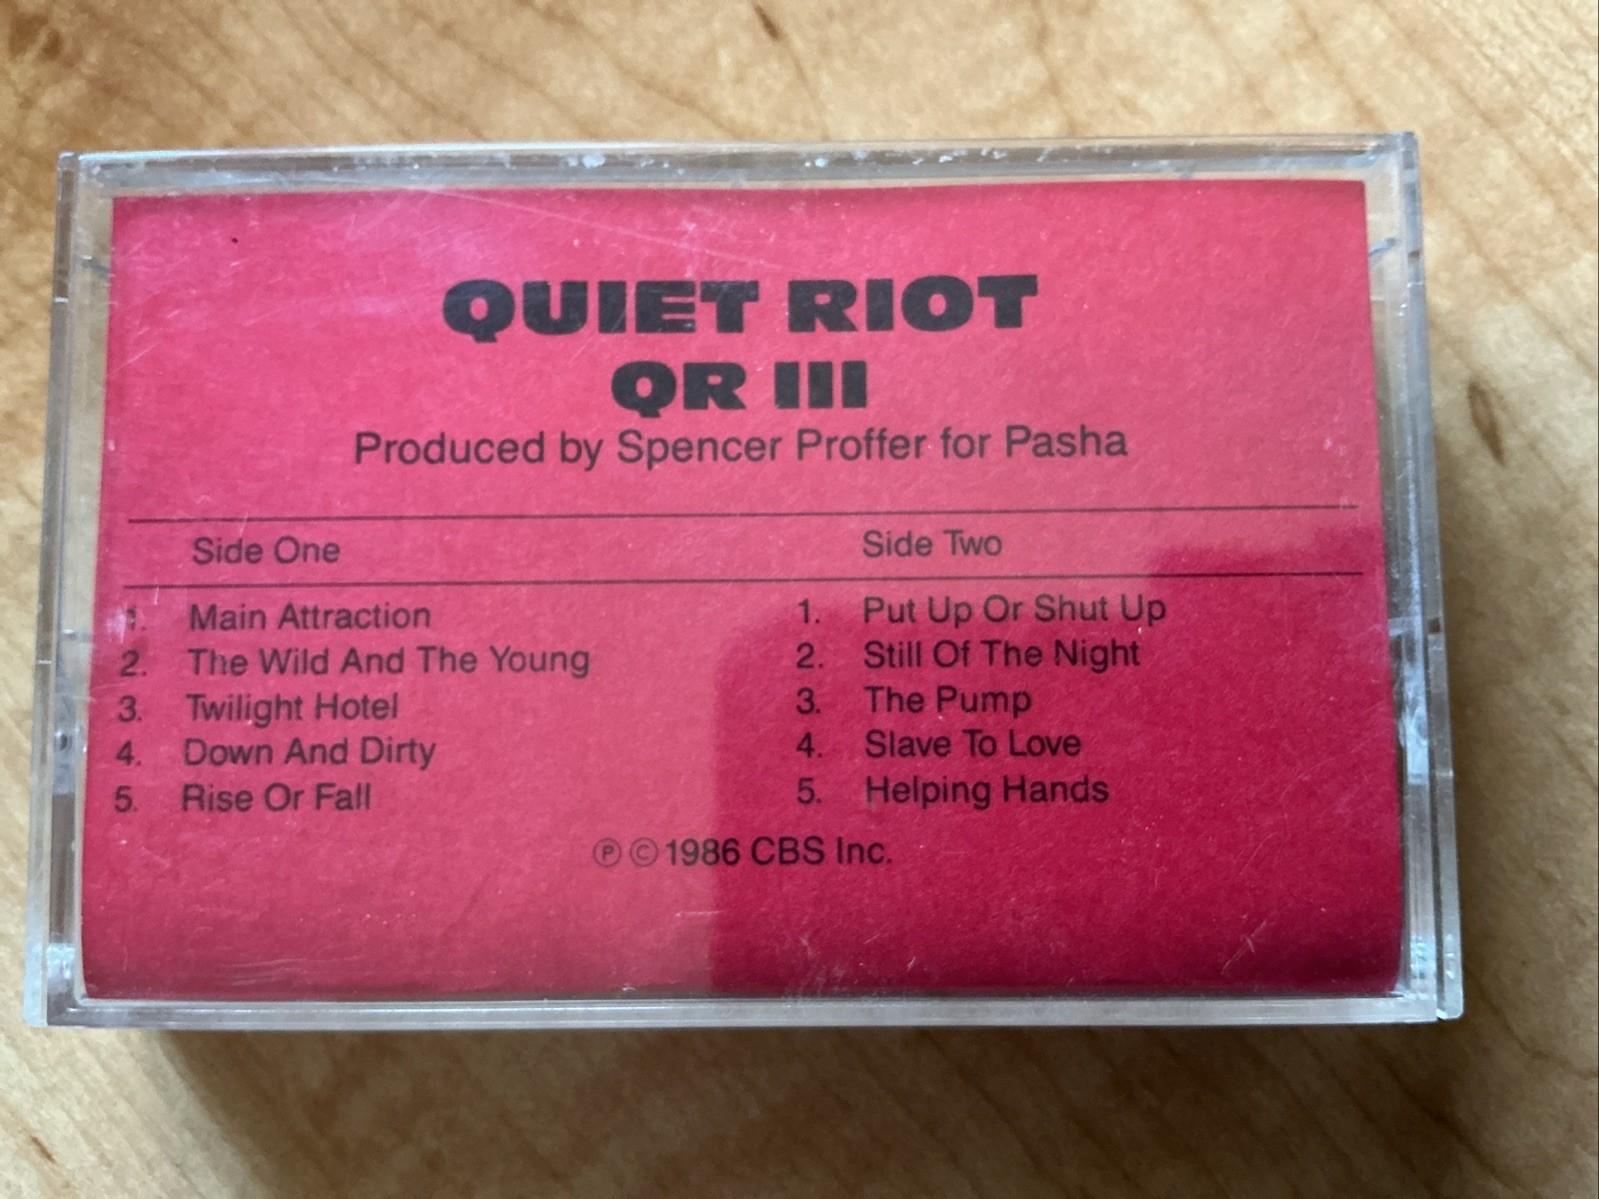 QUIET RIOT
QR III
Produced by Spencer Proffer for Pasha
Side One
1. Main Attraction
2. The Wild And The Young
3. Twilight Hotel
4. Down And Dirty
5. Rise Or Fall
Side Two
1. Put Up Or Shut Up
2. Still Of The Night
3. The Pump
4. Slave To Love
5. Helping Hands
℗ © 1986 CBS Inc.